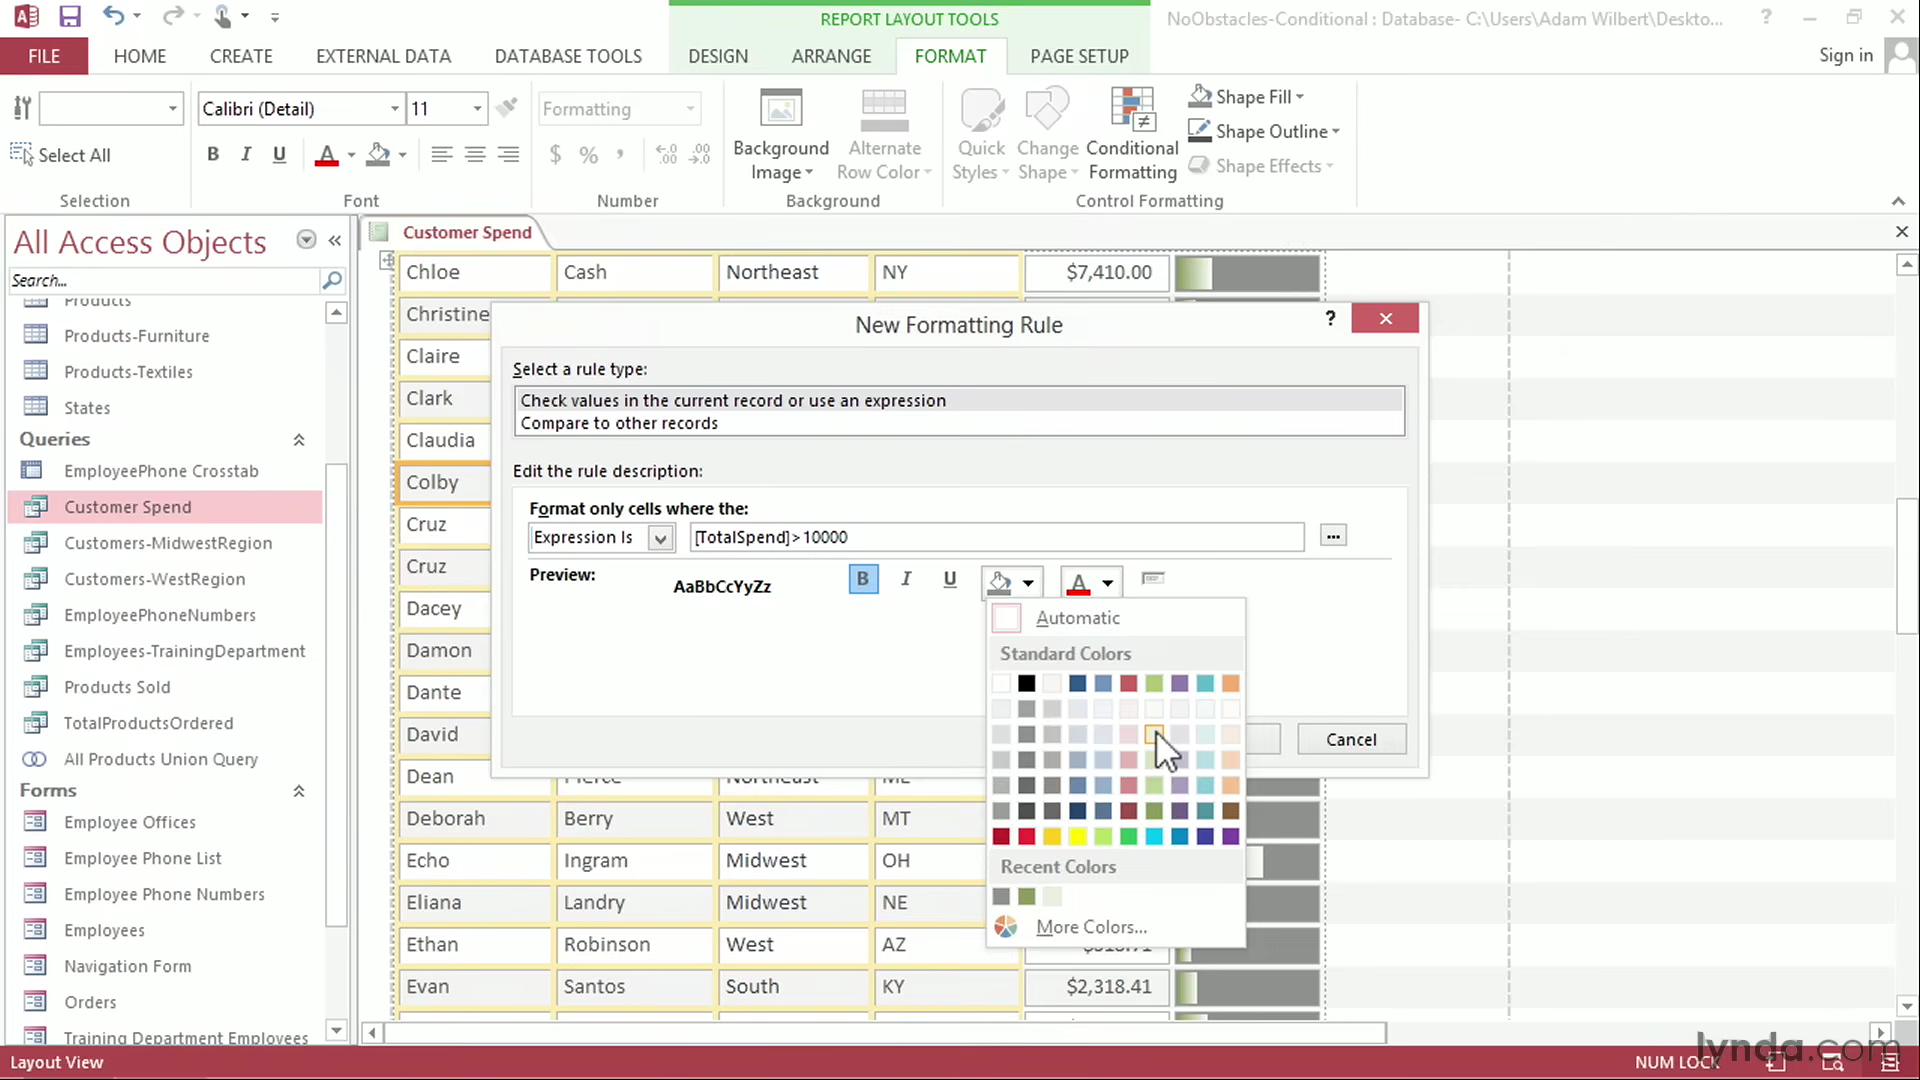 REPORT LAYOUT TOOLS
NoObstacles-Conditional : Database- C:\Users\Adam Wilbert\Deskto...
?
FILE HOME CREATE EXTERNAL DATA DATABASE TOOLS DESIGN ARRANGE FORMAT PAGE SETUP
Sign in
Calibri (Detail) 11
Formatting
Select All
B I U A
$ % ,
Background Image
Alternate Row Color
Quick Styles
Change Shape
Conditional Formatting
Shape Fill
Shape Outline
Shape Effects
Selection Font Number Background Control Formatting
All Access Objects
Search...
Products
Products-Furniture
Products-Textiles
States
Queries
EmployeePhone Crosstab
Customer Spend
Customers-MidwestRegion
Customers-WestRegion
EmployeePhoneNumbers
Employees-TrainingDepartment
Products Sold
TotalProductsOrdered
All Products Union Query
Forms
Employee Offices
Employee Phone List
Employee Phone Numbers
Employees
Navigation Form
Orders
Training Department Employees
Customer Spend
Chloe Cash Northeast NY $7,410.00
Christine
Claire
Clark
Claudia
Colby
Cruz
Cruz
Dacey
Damon
Dante
David
Dean
Deborah Berry West MT
Echo Ingram Midwest OH
Eliana Landry Midwest NE
Ethan Robinson West AZ
Evan Santos South KY $2,318.41
New Formatting Rule
?
Select a rule type:
Check values in the current record or use an expression
Compare to other records
Edit the rule description:
Format only cells where the:
Expression Is [TotalSpend]>10000 ...
Preview: AaBbCcYyZz B I U A
Automatic
Standard Colors
Recent Colors
More Colors...
Cancel
Layout View
NUM LOCK
lynda.com